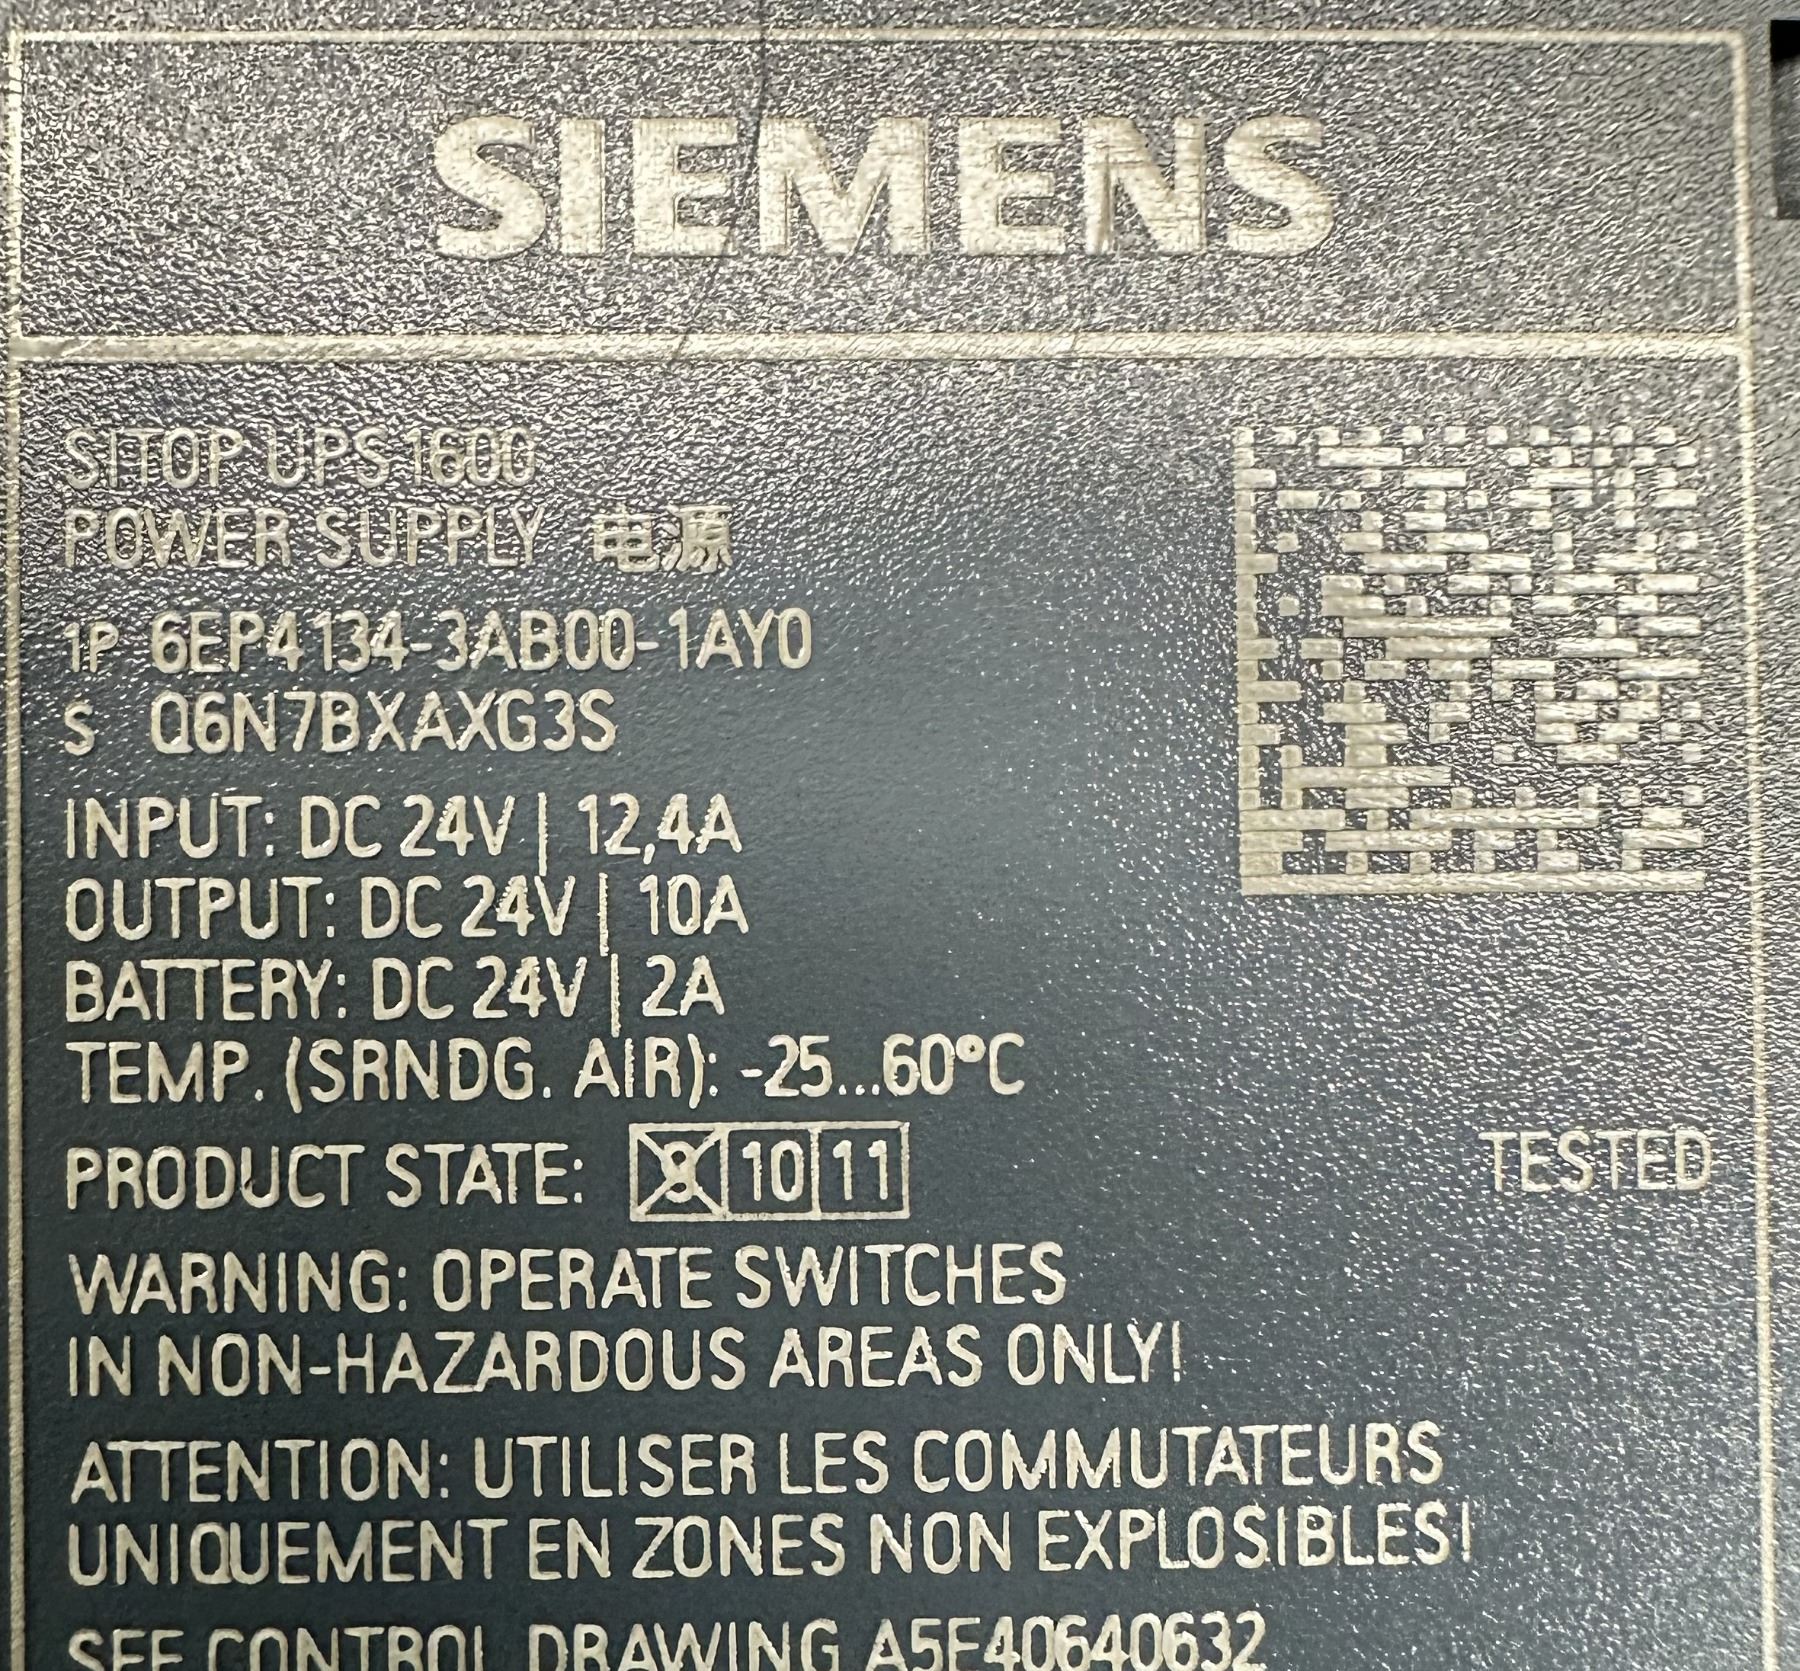 SIEMENS
SITOP UPS1600
POWER SUPPLY 电源
1P 6EP4134-3AB00-1AY0
S Q6N7BXAXG3S
INPUT: DC 24V | 12,4A
OUTPUT: DC 24V | 10A
BATTERY: DC 24V | 2A
TEMP. (SRNDG. AIR): -25...60°C
PRODUCT STATE: 10 11
TESTED
WARNING: OPERATE SWITCHES
IN NON-HAZARDOUS AREAS ONLY!
ATTENTION: UTILISER LES COMMUTATEURS
UNIQUEMENT EN ZONES NON EXPLOSIBLES!
SEE CONTROL DRAWING A5E40640632